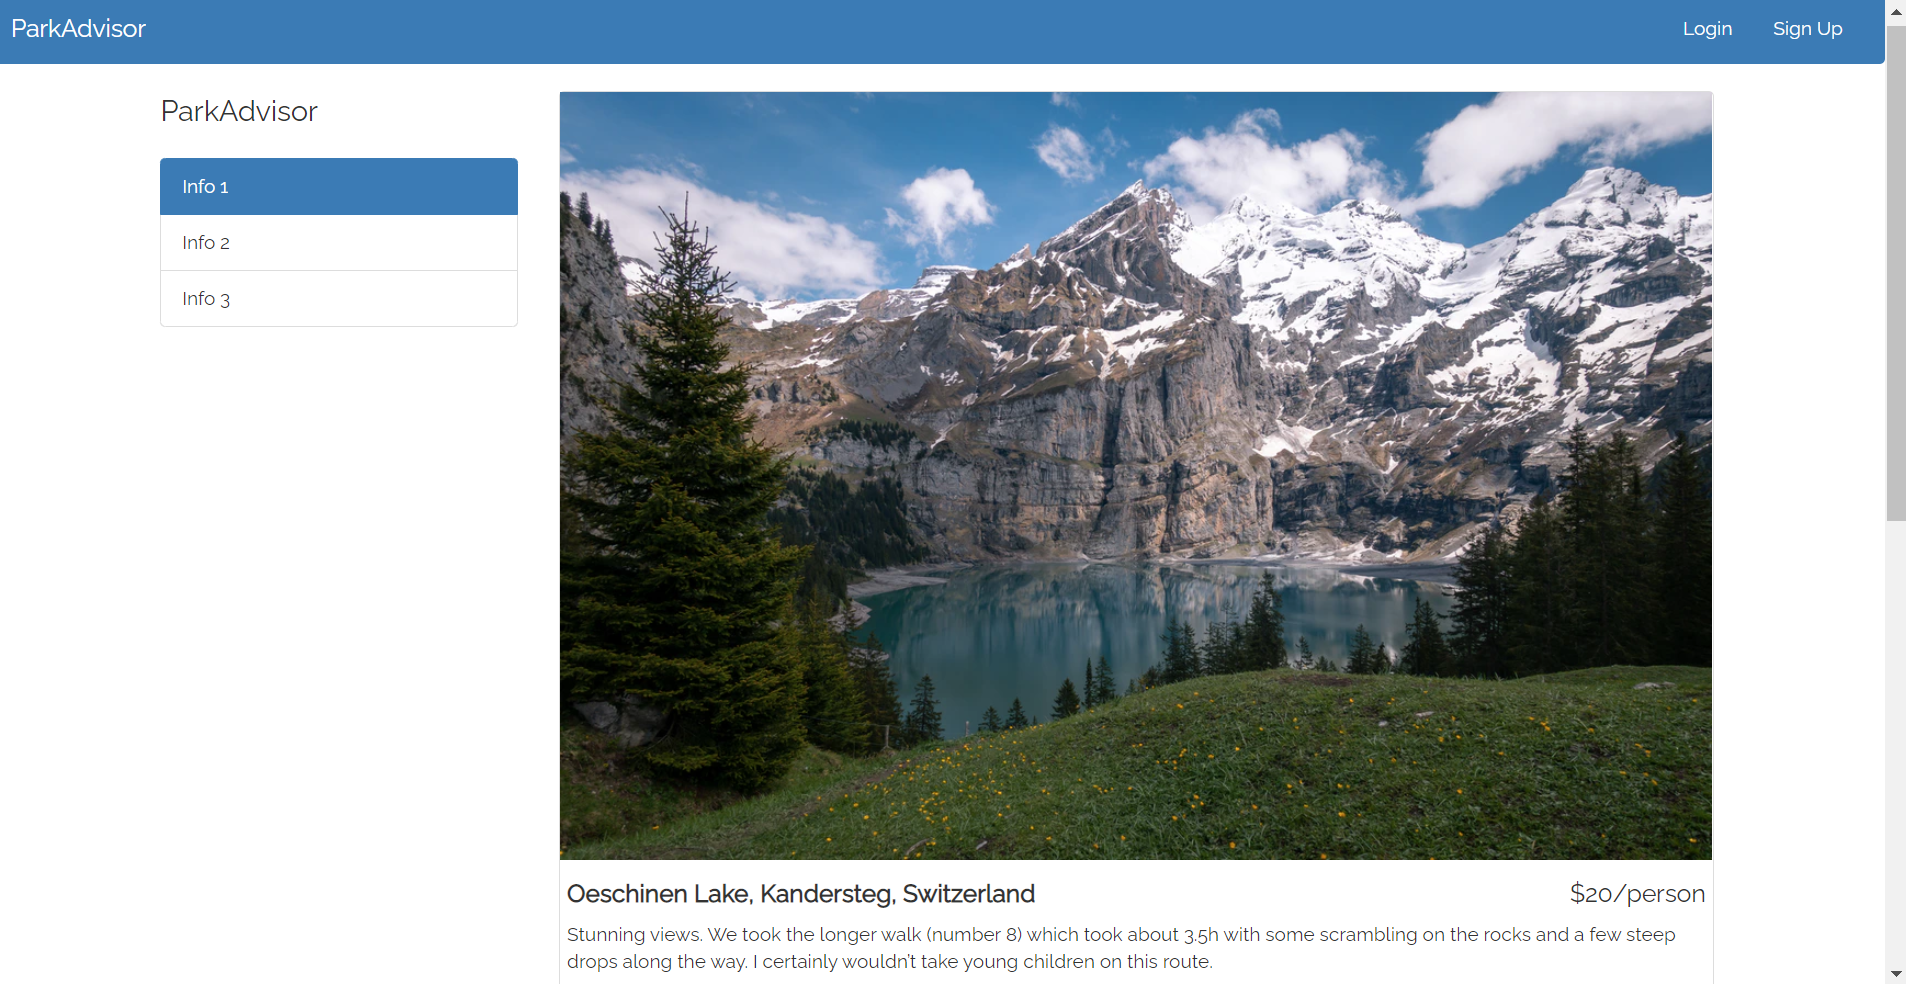 ParkAdvisor
Login
Sign Up
ParkAdvisor
Info 1
Info 2
Info 3
Oeschinen Lake, Kandersteg, Switzerland
$20/person
Stunning views. We took the longer walk (number 8) which took about 3.5h with some scrambling on the rocks and a few steep
drops along the way. I certainly wouldn't take young children on this route.